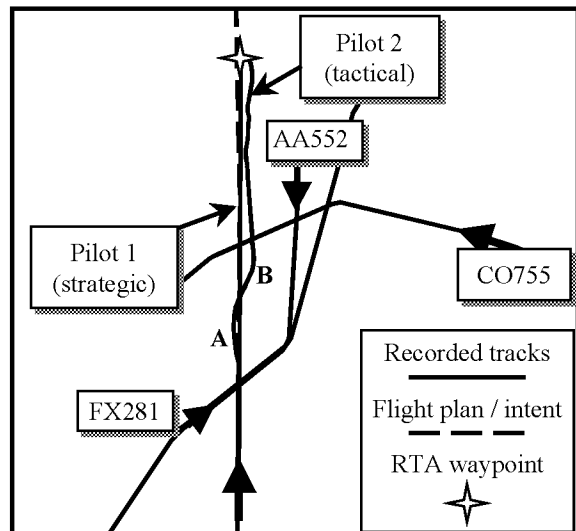 Pilot 2
(tactical)
AA552
Pilot 1
(strategic)
B
CO755
A
FX281
Recorded tracks
Flight plan / intent
RTA waypoint